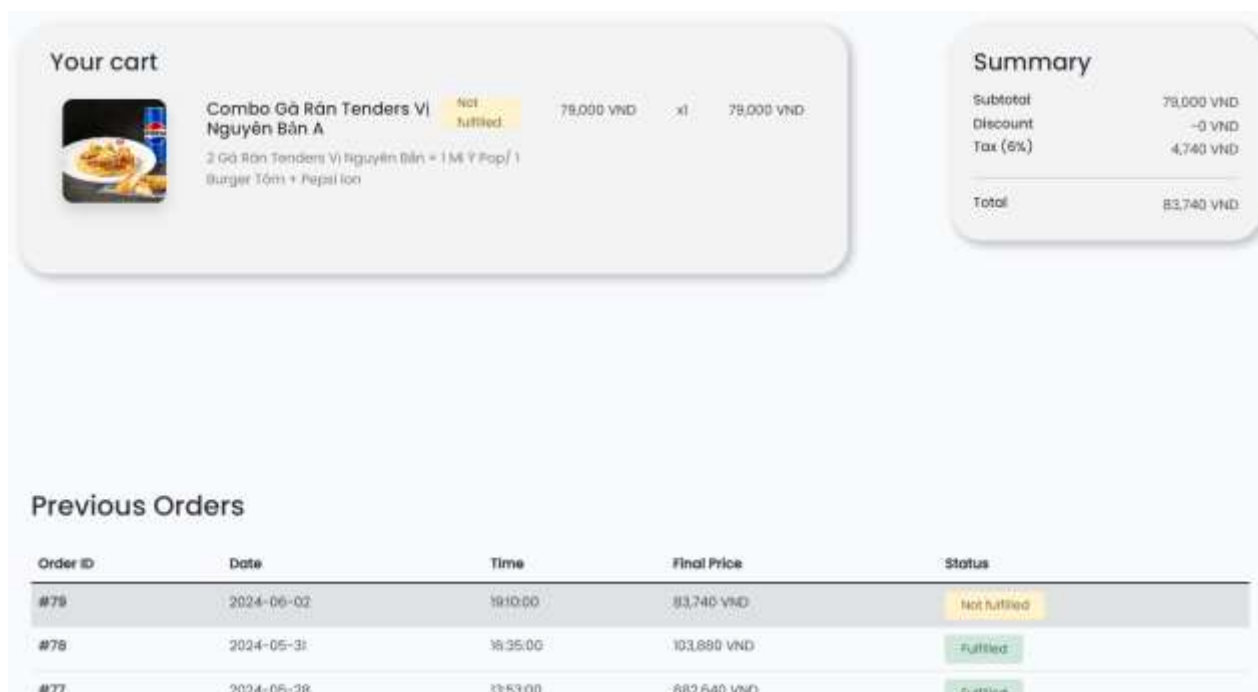 Your cart
Combo Gà Rán Tenders Vị
Nguyên Bản A
Not
fulfilled
79,000 VND
x1
79,000 VND
2 Gà Rán Tenders Vị Nguyên Bản + 1 Mì Ý Pop/ 1
Burger Tôm + Pepsi lon
Summary
Subtotal 79,000 VND
Discount -0 VND
Tax (6%) 4,740 VND
Total 83,740 VND
Previous Orders
Order ID Date Time Final Price Status
#79 2024-06-02 19:10:00 83,740 VND Not fulfilled
#78 2024-05-31 16:35:00 103,880 VND Fulfilled
#77 2024-05-28 13:53:00 882,640 VND Fulfilled